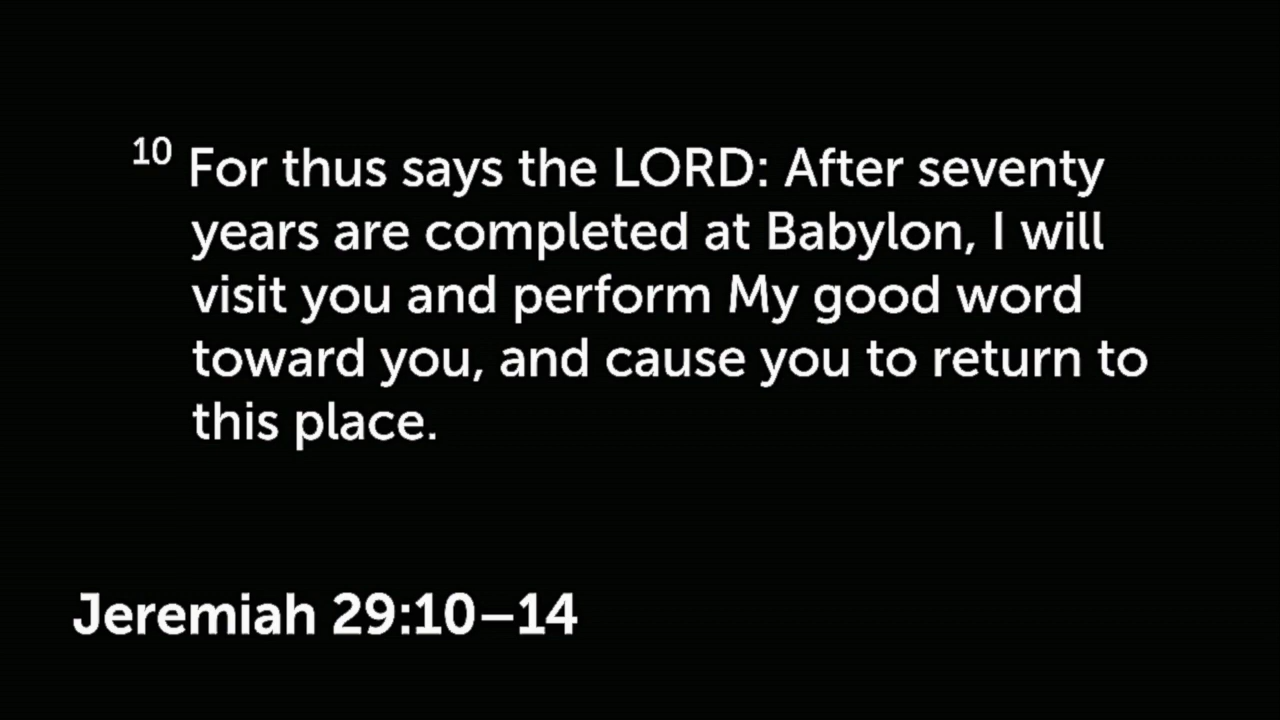 10 For thus says the LORD: After seventy
years are completed at Babylon, I will
visit you and perform My good word
toward you, and cause you to return to
this place.
Jeremiah 29:10–14